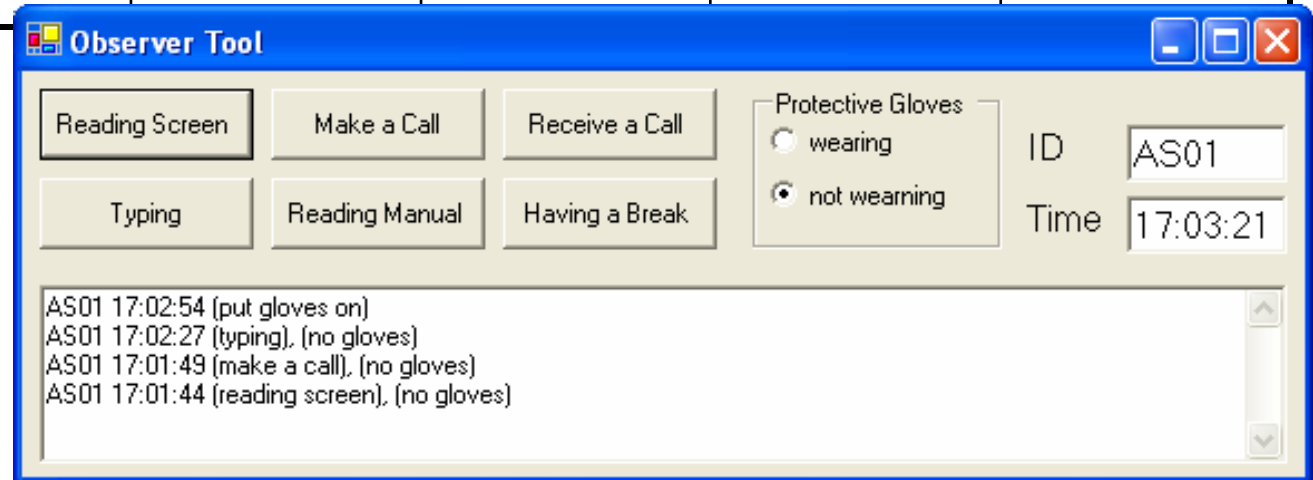 Observer Tool
Reading Screen Make a Call Receive a Call
Typing Reading Manual Having a Break
Protective Gloves
wearing
not wearning
ID AS01
Time 17:03:21
AS01 17:02:54 (put gloves on)
AS01 17:02:27 (typing), (no gloves)
AS01 17:01:49 (make a call), (no gloves)
AS01 17:01:44 (reading screen), (no gloves)